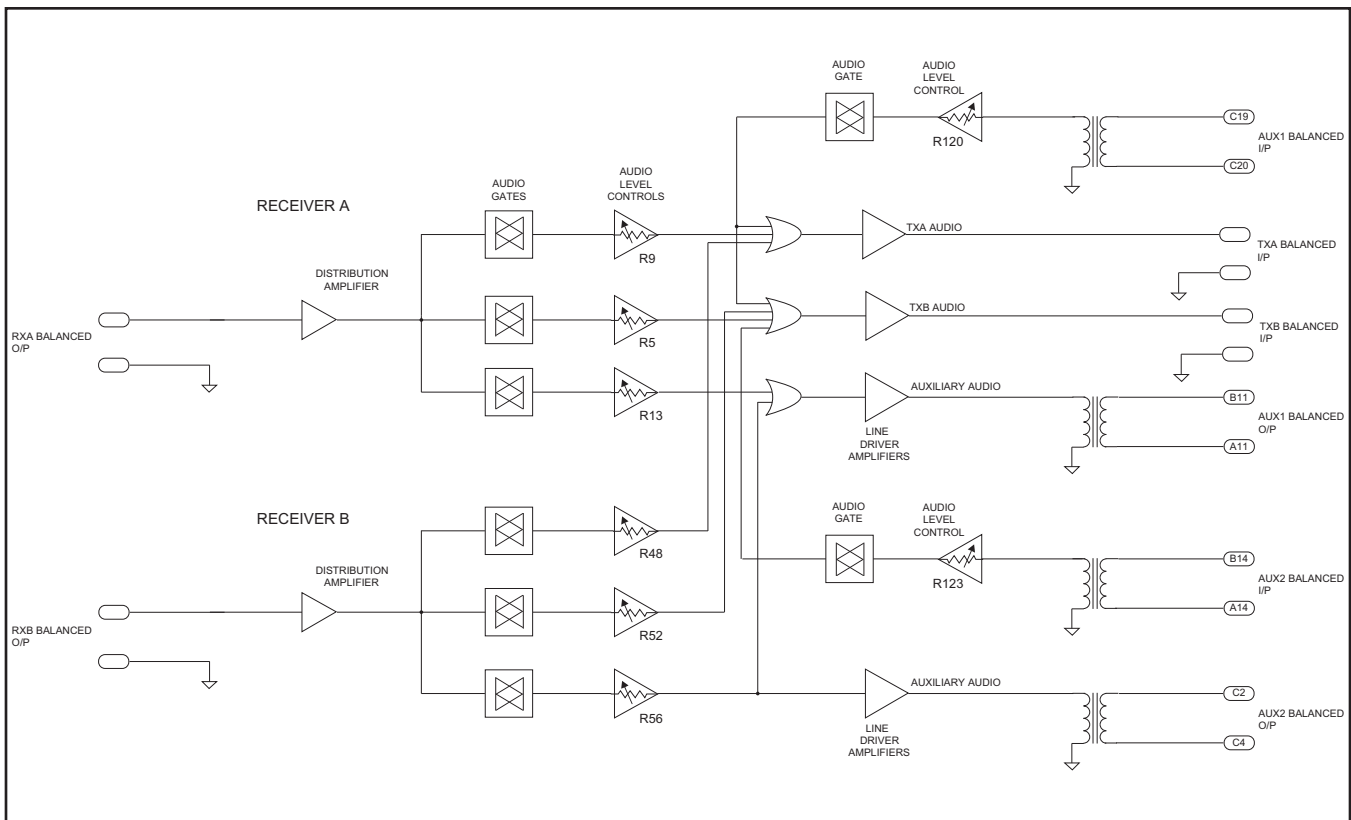 AUDIO
GATE
AUDIO
LEVEL
CONTROL
R120
C19
C20
AUX1 BALANCED
I/P
RECEIVER A
AUDIO
GATES
AUDIO
LEVEL
CONTROLS
R9
TXA AUDIO
TXA BALANCED
I/P
DISTRIBUTION
AMPLIFIER
RXA BALANCED
O/P
R5
TXB AUDIO
TXB BALANCED
I/P
R13
AUXILIARY AUDIO
LINE
DRIVER
AMPLIFIERS
B11
A11
AUX1 BALANCED
O/P
RECEIVER B
R48
AUDIO
GATE
AUDIO
LEVEL
CONTROL
R123
B14
A14
AUX2 BALANCED
I/P
DISTRIBUTION
AMPLIFIER
RXB BALANCED
O/P
R52
R56
AUXILIARY AUDIO
LINE
DRIVER
AMPLIFIERS
C2
C4
AUX2 BALANCED
O/P